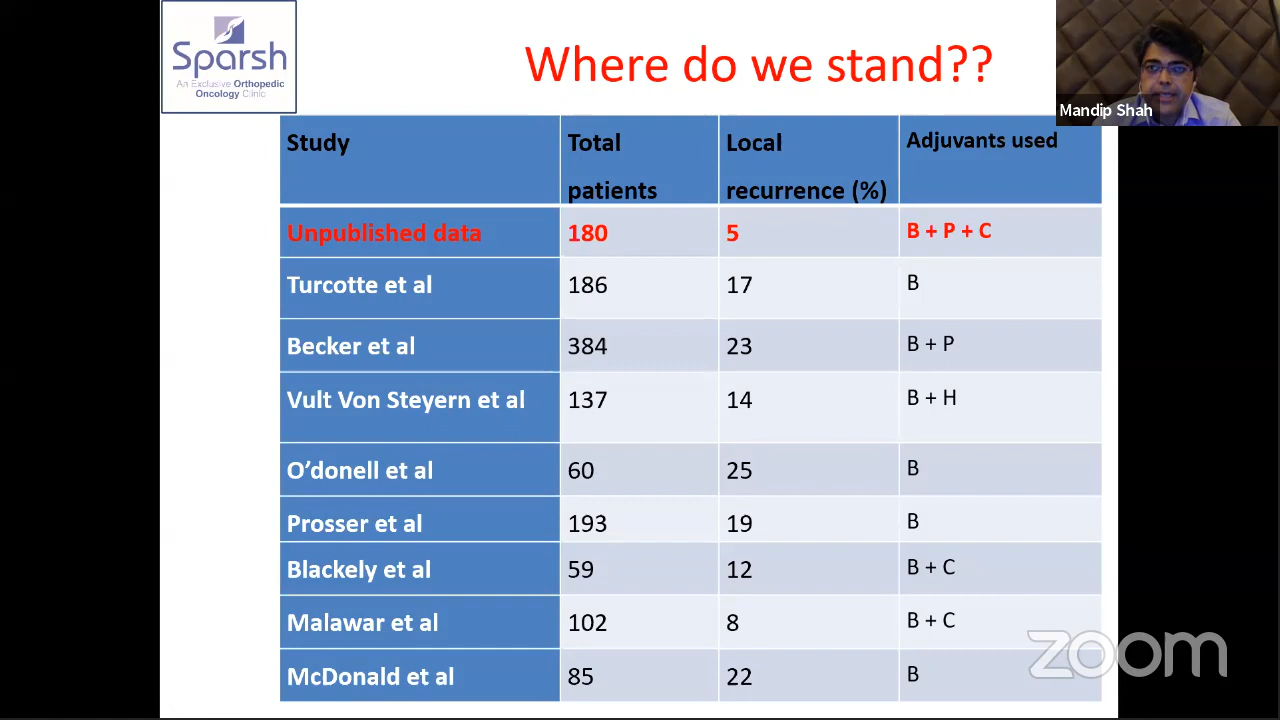 Sparsh
An Exclusive Orthopedic
Oncology Clinic
Where do we stand??
Mandip Shah
Study
Total patients
Local recurrence (%)
Adjuvants used
Unpublished data 180 5 B + P + C
Turcotte et al 186 17 B
Becker et al 384 23 B + P
Vult Von Steyern et al 137 14 B + H
O’donell et al 60 25 B
Prosser et al 193 19 B
Blackely et al 59 12 B + C
Malawar et al 102 8 B + C
McDonald et al 85 22 B
zoom